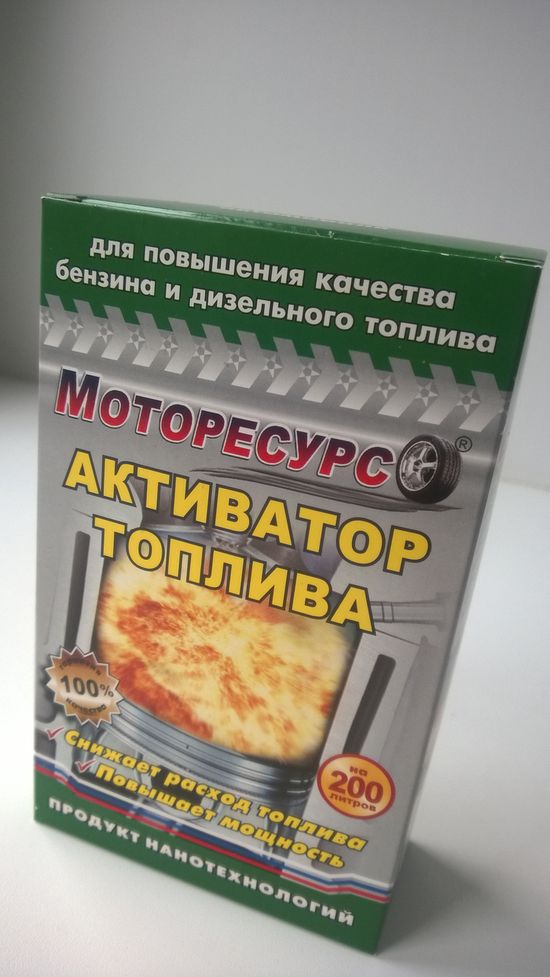 для повышения качества
бензина и дизельного топлива
МОТОРЕСУРС ®
АКТИВАТОР
ТОПЛИВА
100%
качества
Снижает расход топлива
Повышает мощность
на
200
литров
ПРОДУКТ НАНОТЕХНОЛОГИЙ